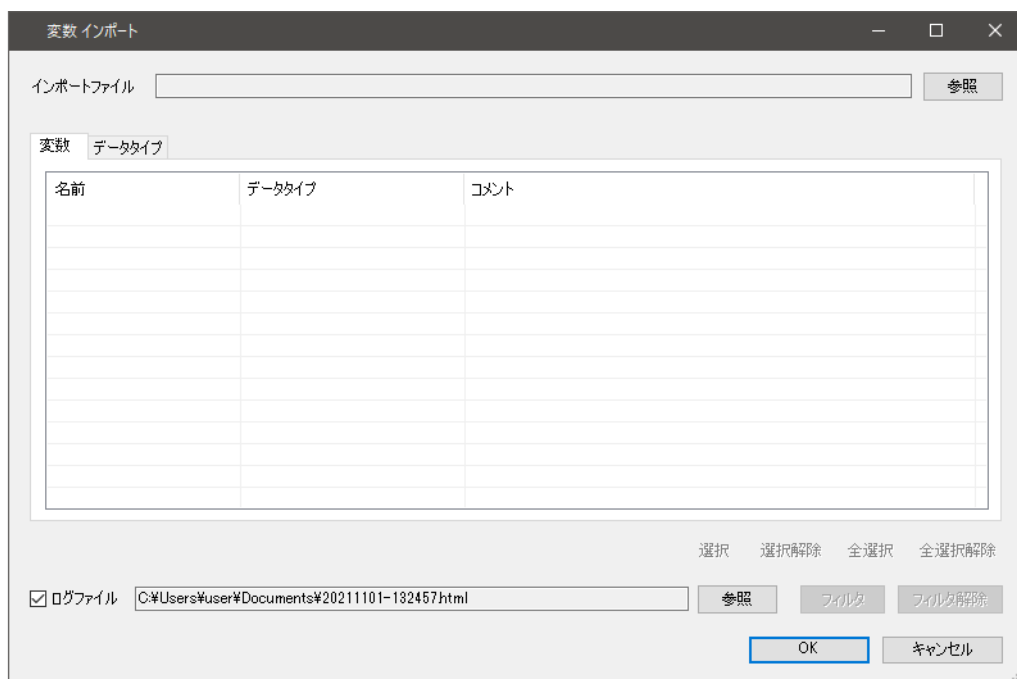 変数 インポート
インポートファイル 参照
変数 データタイプ
名前 データタイプ コメント
選択 選択解除 全選択 全選択解除
ログファイル C:¥Users¥user¥Documents¥20211101-132457.html 参照 フィルタ フィルタ解除
OK キャンセル